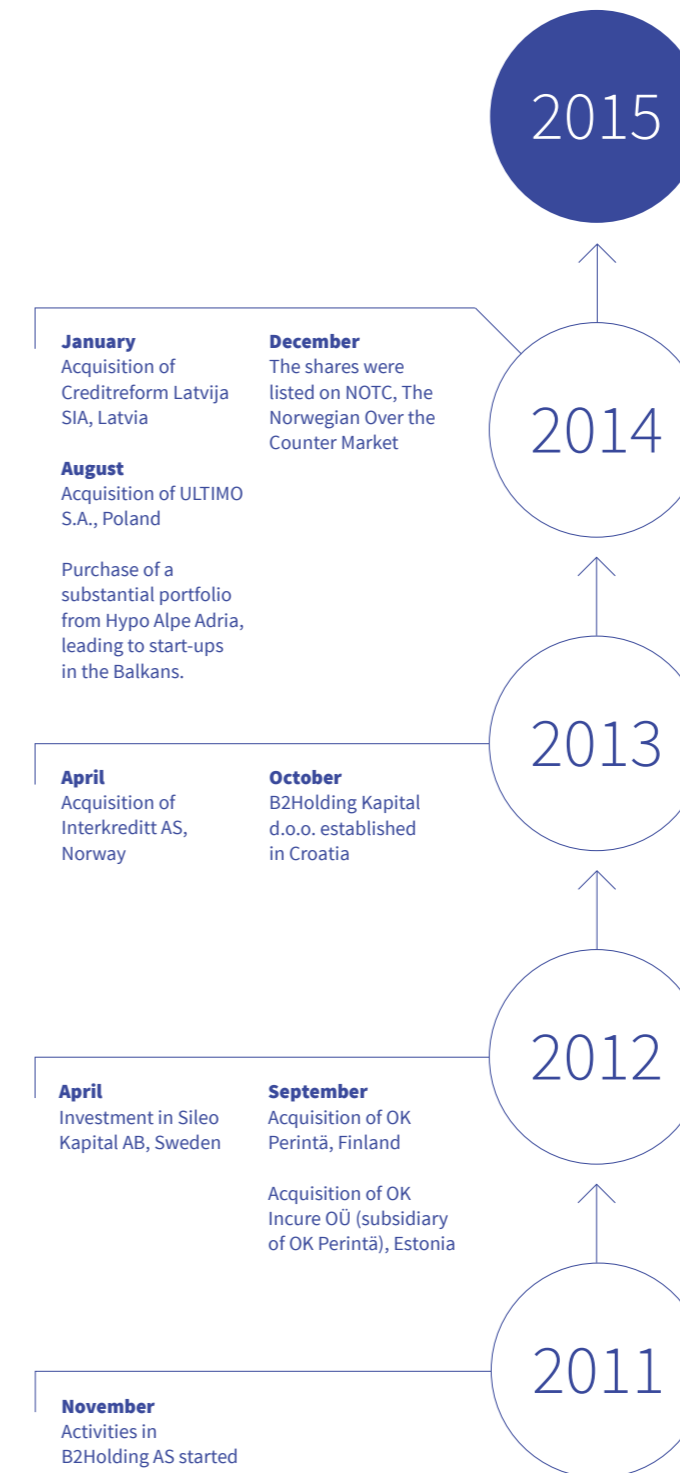 2015
2014
January
Acquisition of
Creditreform Latvija
SIA, Latvia
August
Acquisition of ULTIMO
S.A., Poland
Purchase of a
substantial portfolio
from Hypo Alpe Adria,
leading to start-ups
in the Balkans.
December
The shares were
listed on NOTC, The
Norwegian Over the
Counter Market
2013
April
Acquisition of
Interkreditt AS,
Norway
October
B2Holding Kapital
d.o.o. established
in Croatia
2012
April
Investment in Sileo
Kapital AB, Sweden
September
Acquisition of OK
Perintä, Finland
Acquisition of OK
Incure OÜ (subsidiary
of OK Perintä), Estonia
2011
November
Activities in
B2Holding AS started